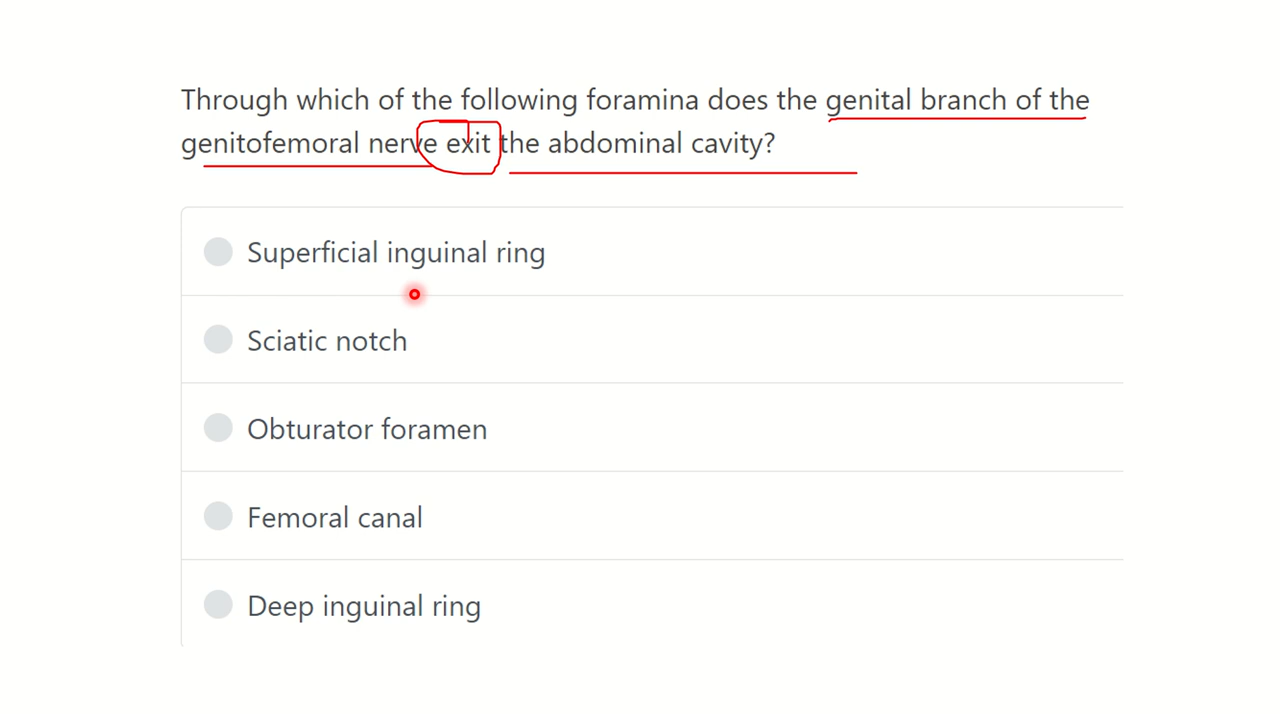 Through which of the following foramina does the genital branch of the
genitofemoral nerve exit the abdominal cavity?
Superficial inguinal ring
Sciatic notch
Obturator foramen
Femoral canal
Deep inguinal ring